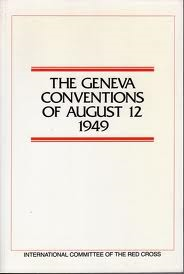 THE GENEVA
CONVENTIONS
OF AUGUST 12
1949
INTERNATIONAL COMMITTEE OF THE RED CROSS